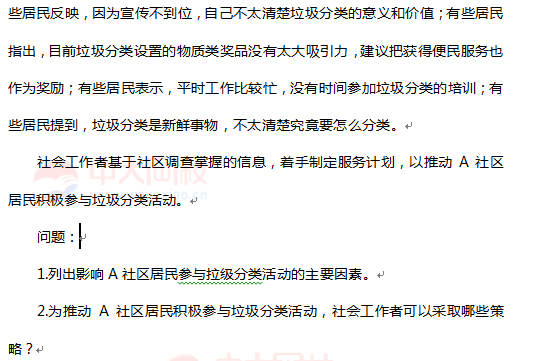 些居民反映，因为宣传不到位，自己不太清楚垃圾分类的意义和价值；有些居民
指出，目前垃圾分类设置的物质类奖品没有太大吸引力，建议把获得便民服务也
作为奖励；有些居民表示，平时工作比较忙，没有时间参加垃圾分类的培训；有
些居民提到，垃圾分类是新鲜事物，不太清楚究竟要怎么分类。
社会工作者基于社区调查掌握的信息，着手制定服务计划，以推动 A 社区
居民积极参与垃圾分类活动。
问题：
1.列出影响 A 社区居民参与拉级分类活动的主要因素。
2.为推动 A 社区居民积极参与垃圾分类活动，社会工作者可以采取哪些策
略？